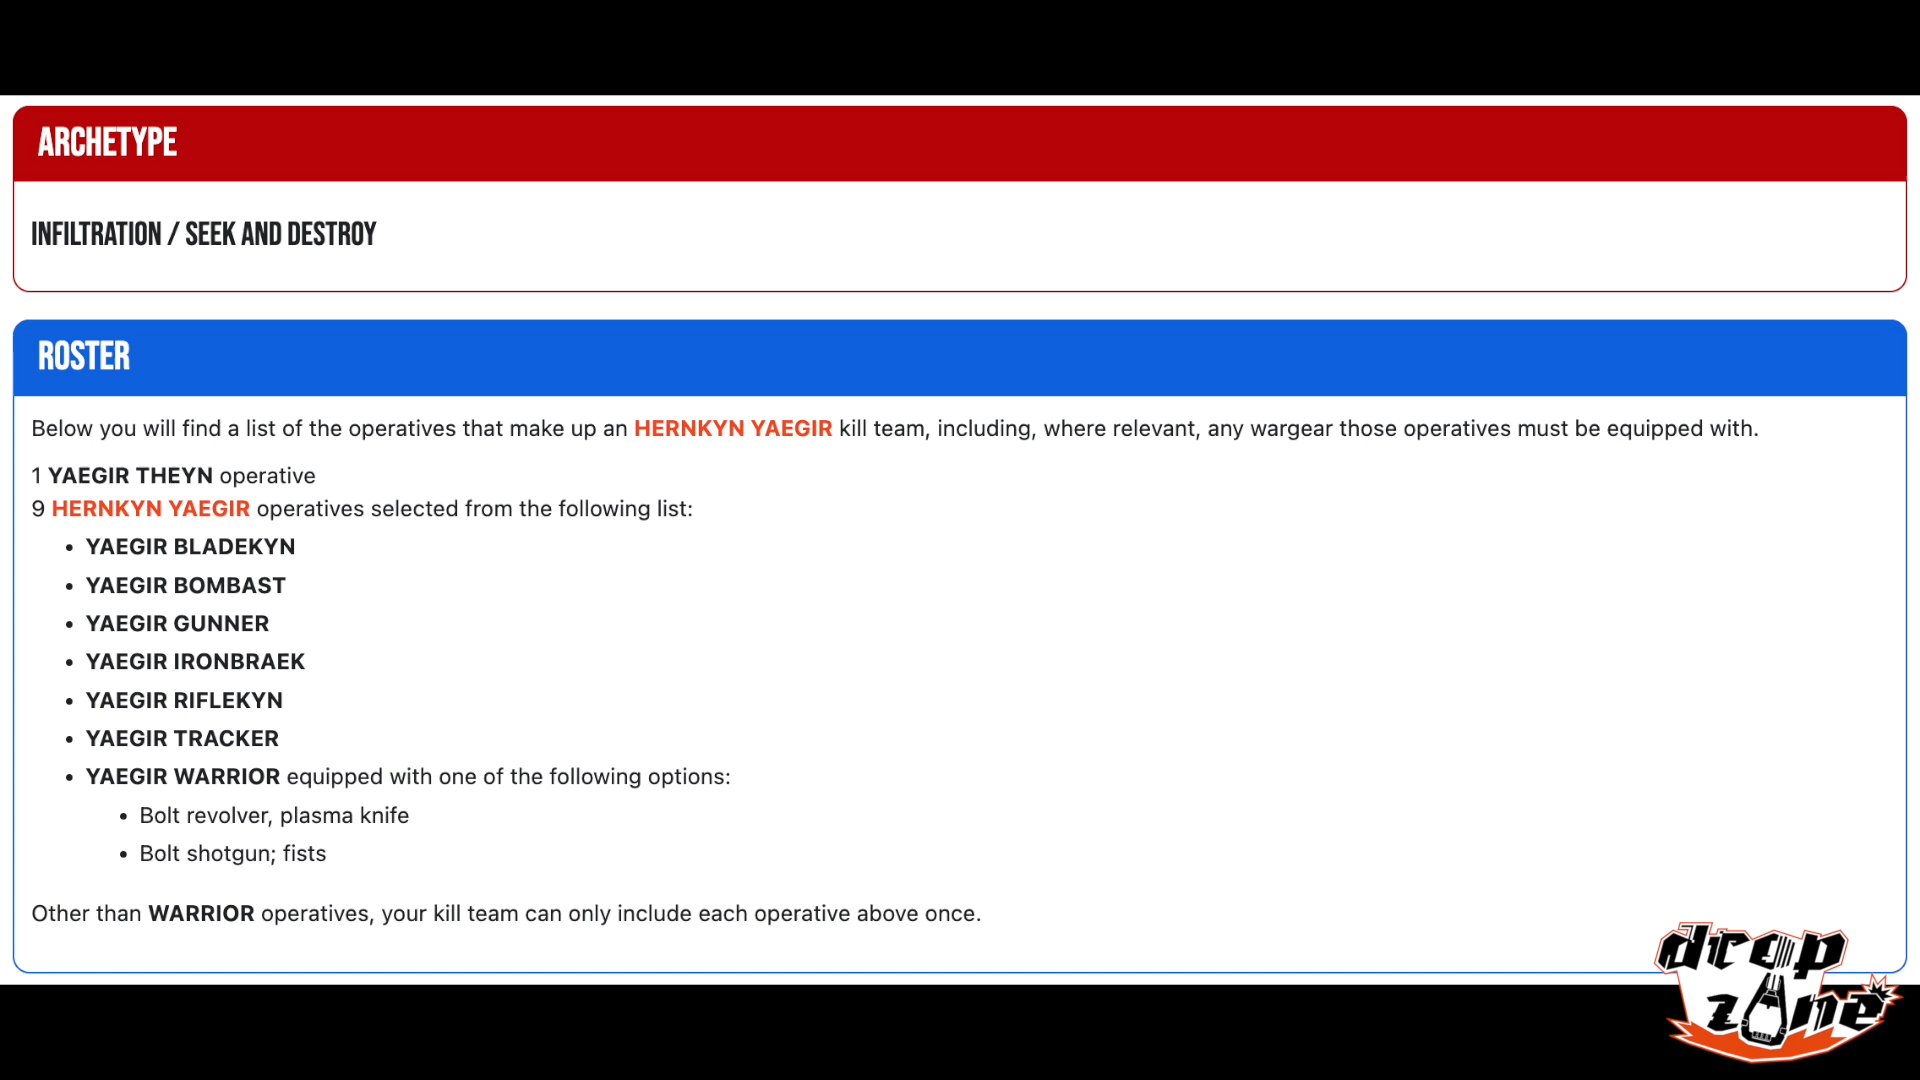 ARCHETYPE
INFILTRATION / SEEK AND DESTROY
ROSTER
Below you will find a list of the operatives that make up an HERNKYN YAEGIR kill team, including, where relevant, any wargear those operatives must be equipped with.
1 YAEGIR THEYN operative
9 HERNKYN YAEGIR operatives selected from the following list:
• YAEGIR BLADEKYN
• YAEGIR BOMBAST
• YAEGIR GUNNER
• YAEGIR IRONBRAEK
• YAEGIR RIFLEKYN
• YAEGIR TRACKER
• YAEGIR WARRIOR equipped with one of the following options:
• Bolt revolver, plasma knife
• Bolt shotgun; fists
Other than WARRIOR operatives, your kill team can only include each operative above once.
drop
zone